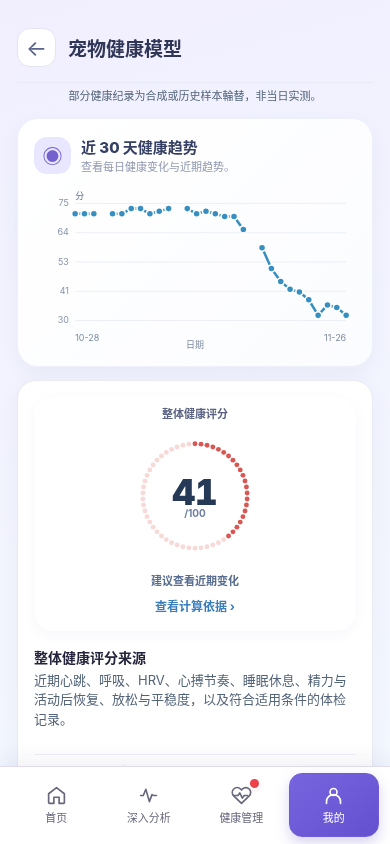 宠物健康模型
部分健康纪录为合成或历史样本轮替，非当日实测。
近 30 天健康趋势
查看每日健康变化与近期趋势。
分
75
64
53
41
30
10-28
11-26
日期
整体健康评分
41
/100
建议查看近期变化
查看计算依据 ›
整体健康评分来源
近期心跳、呼吸、HRV、心搏节奏、睡眠休息、精力与
活动后恢复、放松与平稳度，以及符合适用条件的体检
记录。
首页
深入分析
健康管理
我的